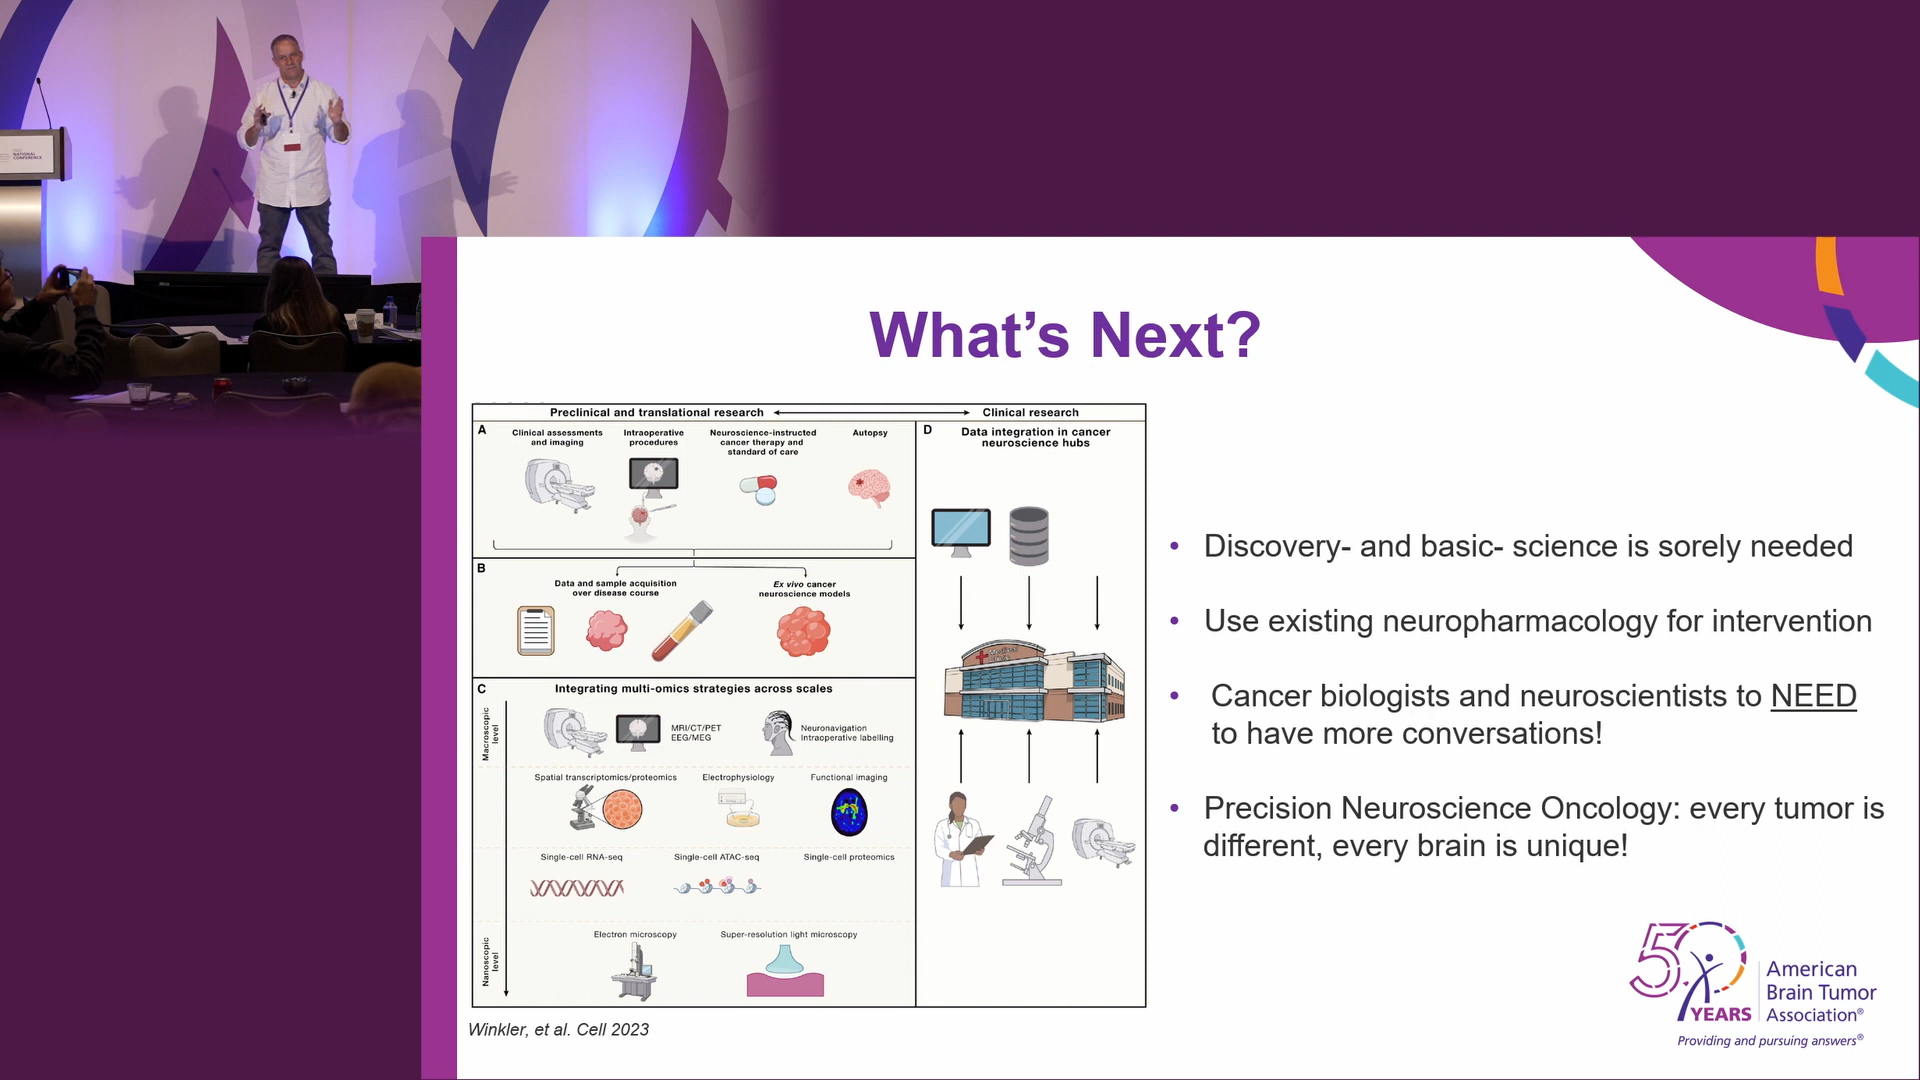 NATIONAL
CONFERENCE
What's Next?
Preclinical and translational research
Clinical research
A
Clinical assessments
and imaging
Intraoperative
procedures
Neuroscience-instructed
cancer therapy and
standard of care
Autopsy
B
Data and sample acquisition
over disease course
Ex vivo cancer
neuroscience models
C
Integrating multi-omics strategies across scales
Macroscopic
level
MRI/CT/PET
EEG/MEG
Neuronavigation
Intraoperative labelling
Spatial transcriptomics/proteomics
Electrophysiology
Functional imaging
Single-cell RNA-seq
Single-cell ATAC-seq
Single-cell proteomics
Nanoscopic
level
Electron microscopy
Super-resolution light microscopy
D
Data integration in cancer
neuroscience hubs
Medical
Winkler, et al. Cell 2023
• Discovery- and basic- science is sorely needed
• Use existing neuropharmacology for intervention
• Cancer biologists and neuroscientists to NEED
to have more conversations!
• Precision Neuroscience Oncology: every tumor is
different, every brain is unique!
50
YEARS
American
Brain Tumor
Association®
Providing and pursuing answers®